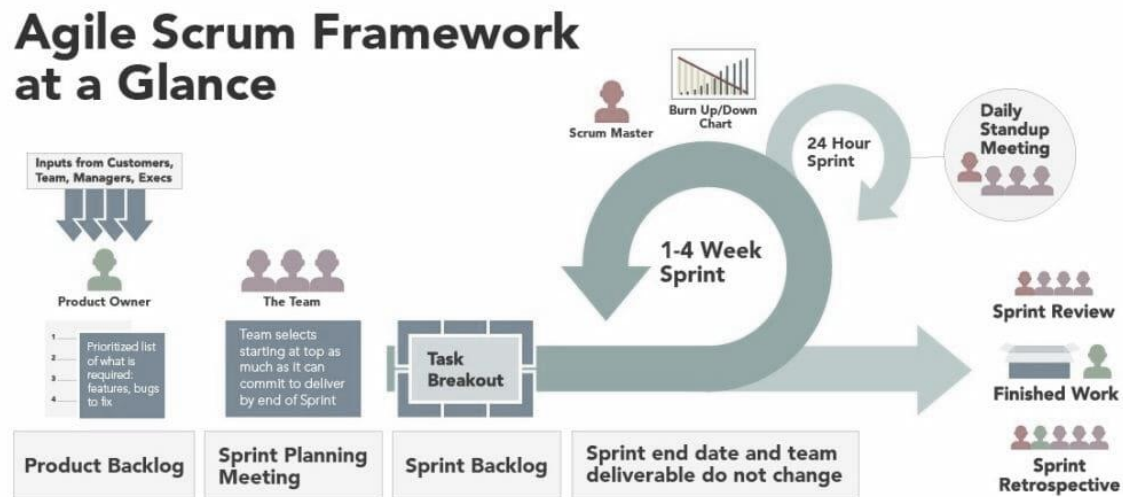 Agile Scrum Framework
at a Glance
Inputs from Customers,
Team, Managers, Execs
Product Owner
The Team
1
2
3
4
Prioritized list
of what is
required:
features, bugs
to fix
Team selects
starting at top as
much as it can
commit to deliver
by end of Sprint
Task
Breakout
Product Backlog
Sprint Planning
Meeting
Sprint Backlog
Sprint end date and team
deliverable do not change
Scrum Master
Burn Up/Down
Chart
1-4 Week
Sprint
24 Hour
Sprint
Daily
Standup
Meeting
Sprint Review
Finished Work
Sprint
Retrospective